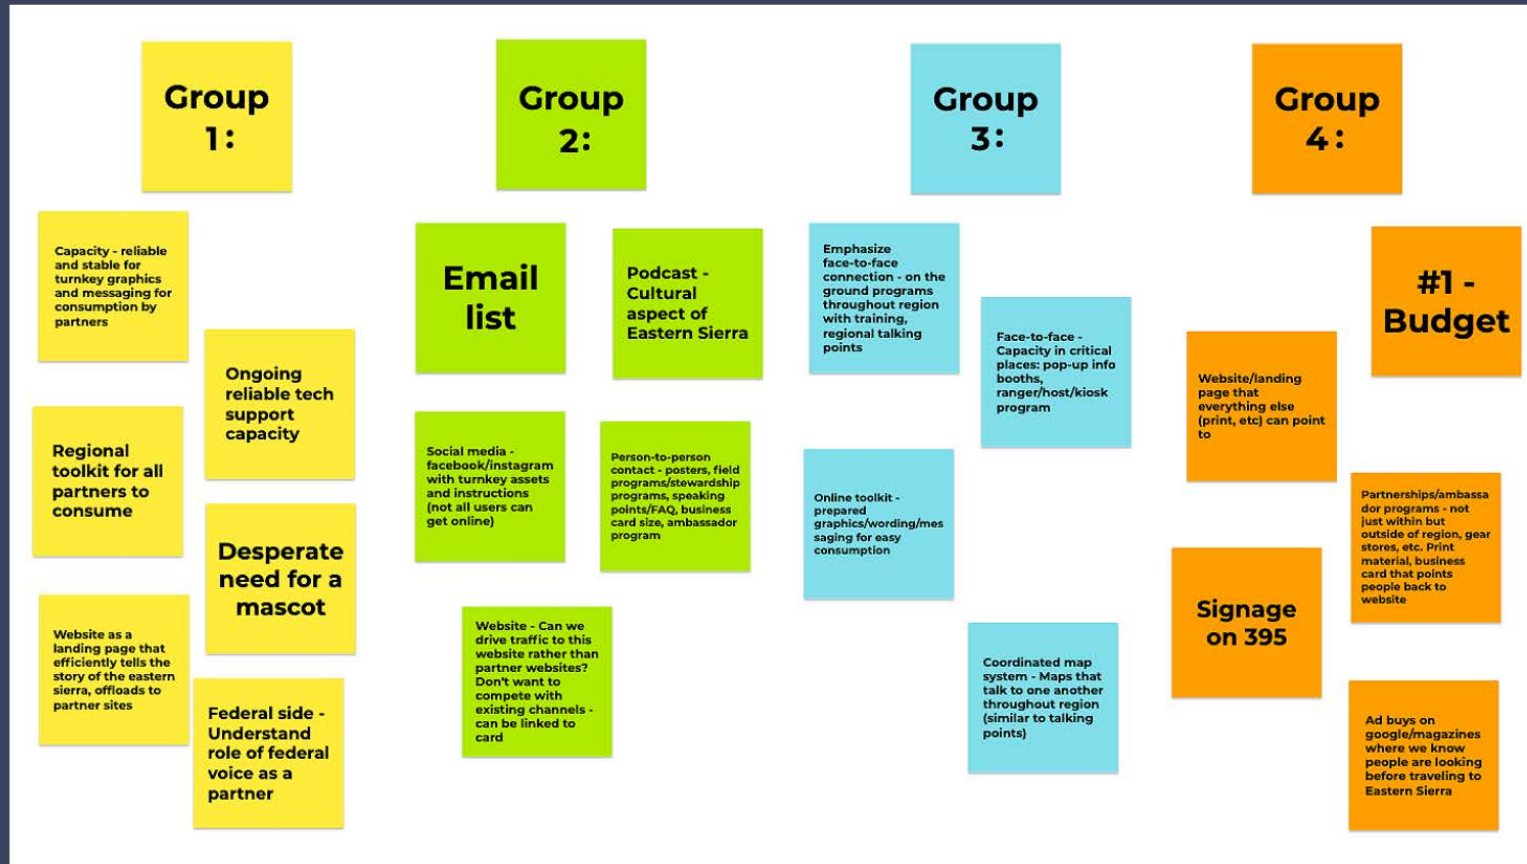 Group
1:
Group
2:
Group
3:
Group
4:
Capacity - reliable
and stable for
turnkey graphics
and messaging for
consumption by
partners
Ongoing
reliable tech
support
capacity
Regional
toolkit for all
partners to
consume
Desperate
need for a
mascot
Website as a
landing page that
efficiently tells the
story of the eastern
sierra, offloads to
partner sites
Federal side -
Understand
role of federal
voice as a
partner
Email
list
Podcast -
Cultural
aspect of
Eastern Sierra
Social media -
facebook/instagram
with turnkey assets
and instructions
(not all users can
get online)
Person-to-person
contact - posters, field
programs/stewardship
programs, speaking
points/FAQ, business
card size, ambassador
program
Website - Can we
drive traffic to this
website rather than
partner websites?
Don't want to
compete with
existing channels -
can be linked to
card
Emphasize
face-to-face
connection - on the
ground programs
throughout region
with training,
regional talking
points
Face-to-face -
Capacity in critical
places: pop-up info
booths,
ranger/host/kiosk
program
Online toolkit -
prepared
graphics/wording/mes
saging for easy
consumption
Coordinated map
system - Maps that
talk to one another
throughout region
(similar to talking
points)
#1 -
Budget
Website/landing
page that
everything else
(print, etc) can point
to
Partnerships/ambassa
dor programs - not
just within but
outside of region, gear
stores, etc. Print
material, business
card that points
people back to
website
Signage
on 395
Ad buys on
google/magazines
where we know
people are looking
before traveling to
Eastern Sierra